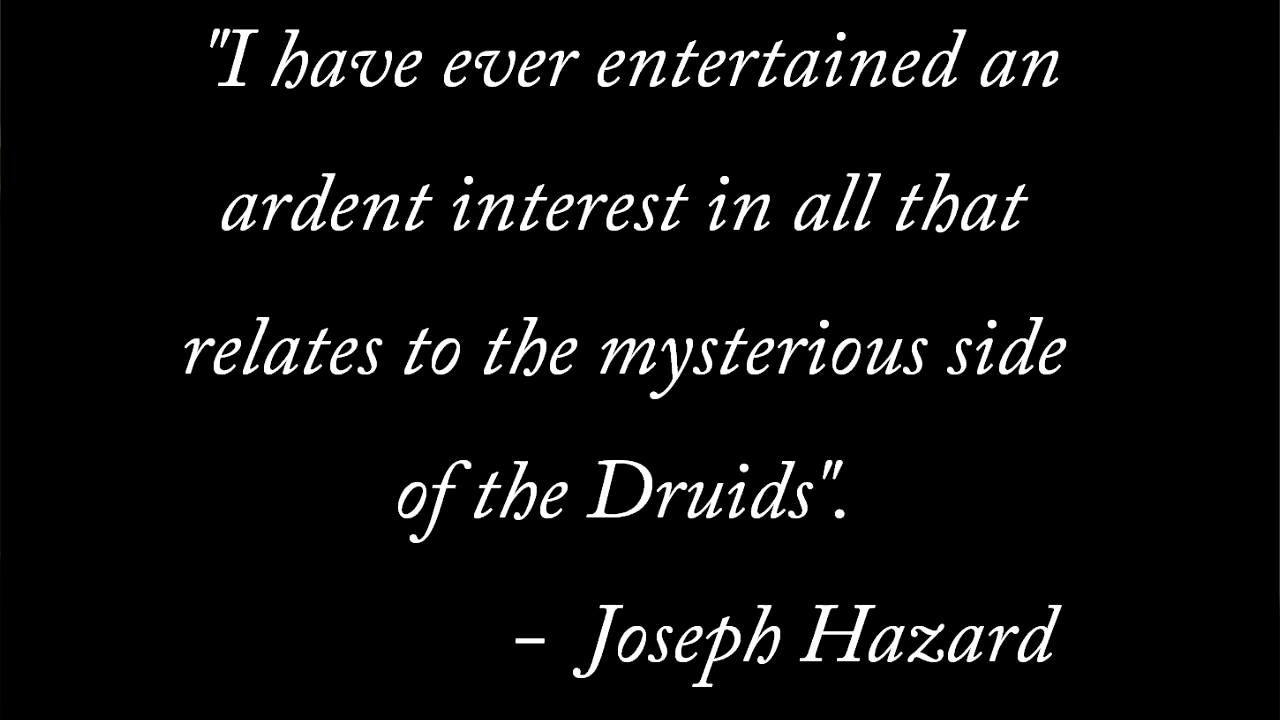 "I have ever entertained an
ardent interest in all that
relates to the mysterious side
of the Druids".
- Joseph Hazard